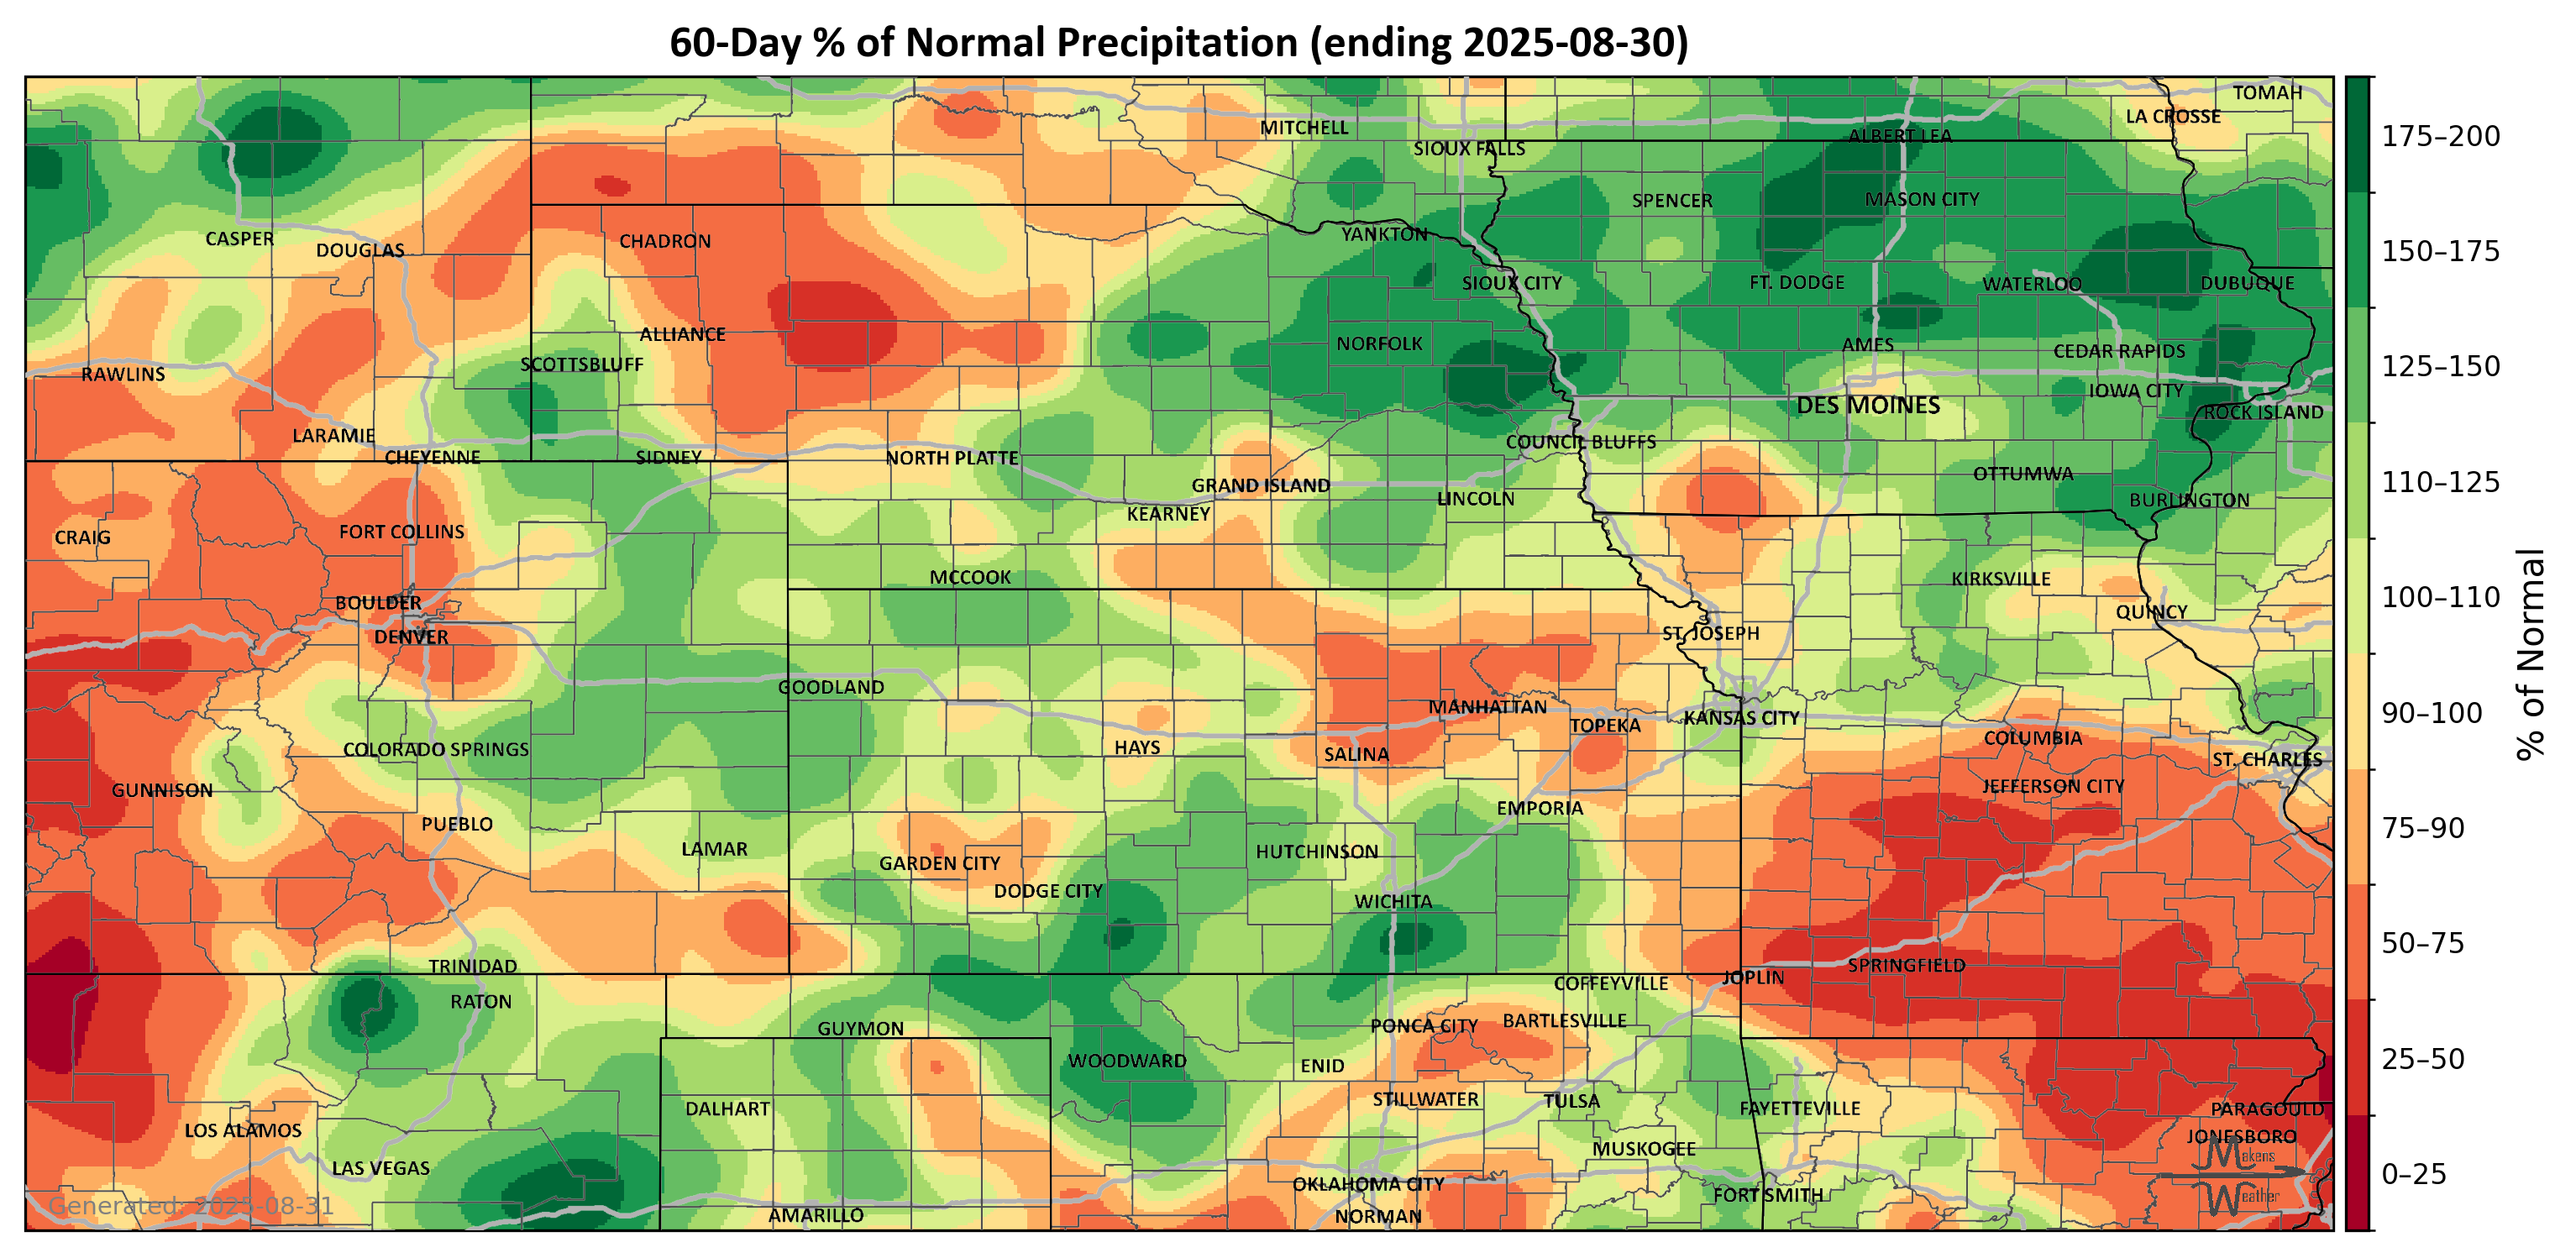 60-Day % of Normal Precipitation (ending 2025-08-30)
TOMAH
LA CROSSE
MITCHELL
ALBERT LEA
SIOUX FALLS
SPENCER
MASON CITY
CASPER
DOUGLAS
CHADRON
YANKTON
SIOUX CITY
FT. DODGE
WATERLOO
DUBUQUE
ALLIANCE
NORFOLK
AMES
CEDAR RAPIDS
SCOTTSBLUFF
RAWLINS
IOWA CITY
DES MOINES
ROCK ISLAND
LARAMIE
COUNCIL BLUFFS
CHEYENNE
SIDNEY
NORTH PLATTE
OTTUMWA
GRAND ISLAND
LINCOLN
BURLINGTON
KEARNEY
CRAIG
FORT COLLINS
MCCOOK
KIRKSVILLE
BOULDER
QUINCY
DENVER
ST. JOSEPH
GOODLAND
MANHATTAN
TOPEKA
KANSAS CITY
COLUMBIA
COLORADO SPRINGS
HAYS
SALINA
ST. CHARLES
GUNNISON
JEFFERSON CITY
EMPORIA
PUEBLO
LAMAR
HUTCHINSON
GARDEN CITY
DODGE CITY
WICHITA
TRINIDAD
SPRINGFIELD
JOPLIN
COFFEYVILLE
RATON
GUYMON
PONCA CITY
BARTLESVILLE
WOODWARD
ENID
DALHART
STILLWATER
TULSA
FAYETTEVILLE
PARAGOULD
LOS ALAMOS
JONESBORO
MUSKOGEE
LAS VEGAS
OKLAHOMA CITY
FORT SMITH
AMARILLO
NORMAN
Generated: 2025-08-31
Makens
Weather
175–200
150–175
125–150
110–125
100–110
90–100
75–90
50–75
25–50
0–25
% of Normal